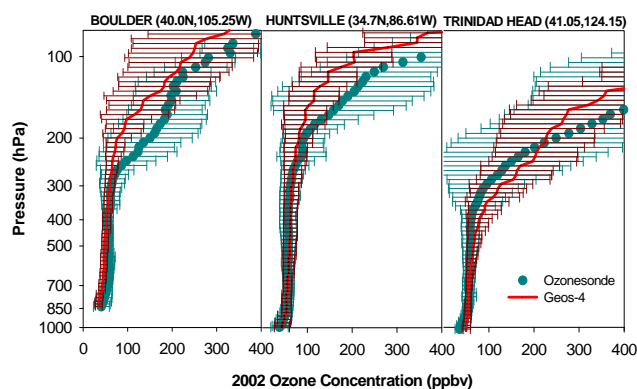 BOULDER (40.0N,105.25W)
HUNTSVILLE (34.7N,86.61W)
TRINIDAD HEAD (41.05,124.15)
Pressure (hPa)
100
200
300
400
500
700
850
1000
Ozonesonde
Geos-4
0 100 200 300 400
0 100 200 300 400
0 100 200 300 400
2002 Ozone Concentration (ppbv)